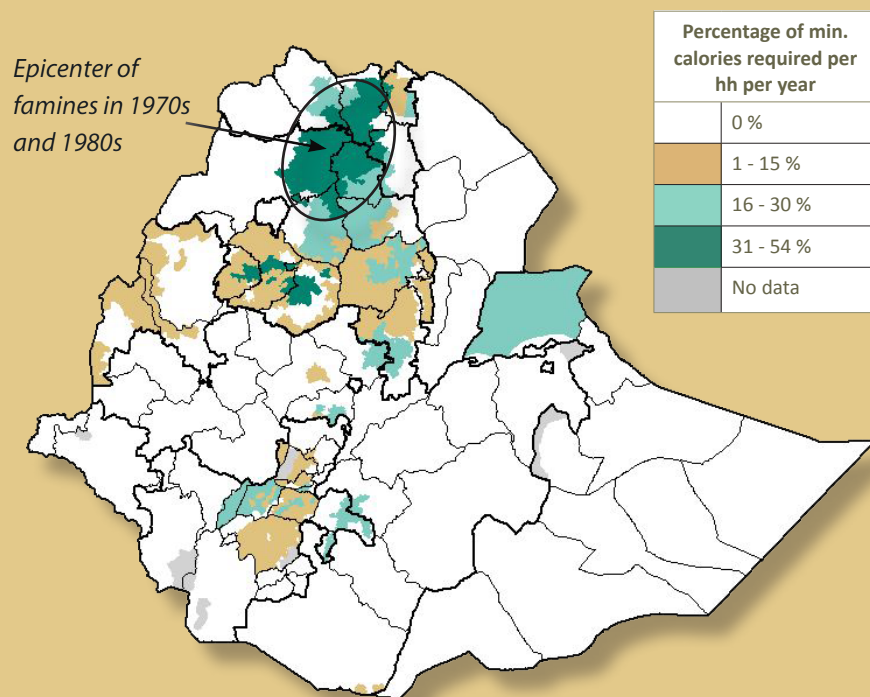 Epicenter of
famines in 1970s
and 1980s
Percentage of min.
calories required per
hh per year
0 %
1 - 15 %
16 - 30 %
31 - 54 %
No data